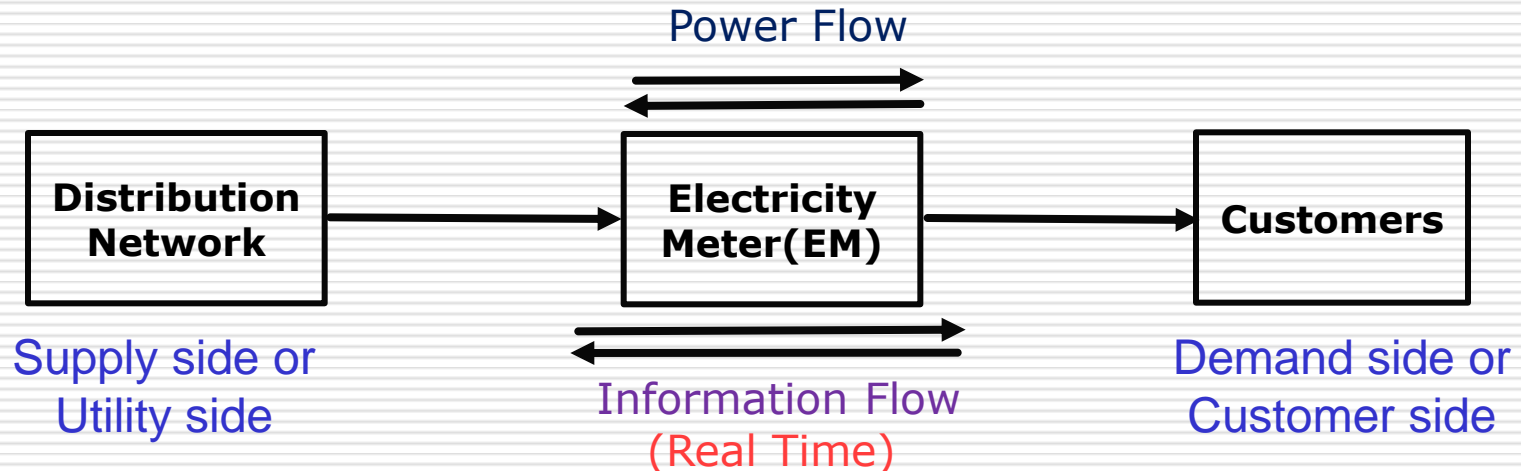 Power Flow
Distribution
Network
Electricity
Meter(EM)
Customers
Supply side or
Utility side
Information Flow
(Real Time)
Demand side or
Customer side